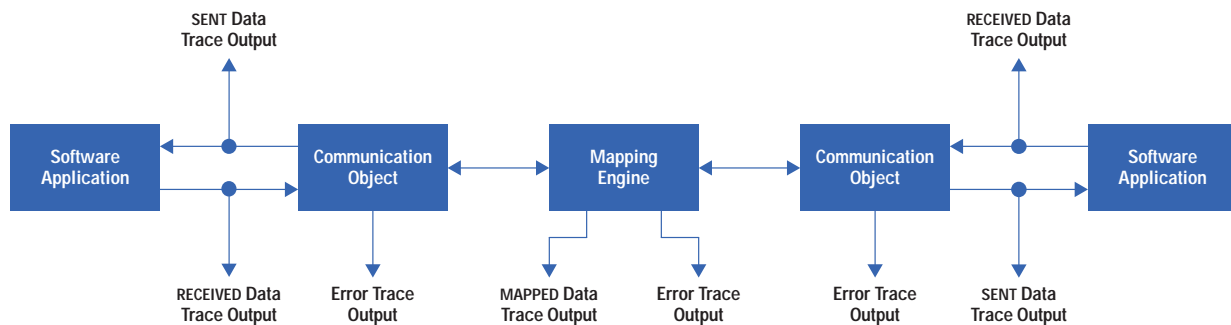 SENT Data
Trace Output
RECEIVED Data
Trace Output
Software
Application
Communication
Object
Mapping
Engine
Communication
Object
Software
Application
RECEIVED Data
Trace Output
Error Trace
Output
MAPPED Data
Trace Output
Error Trace
Output
Error Trace
Output
SENT Data
Trace Output